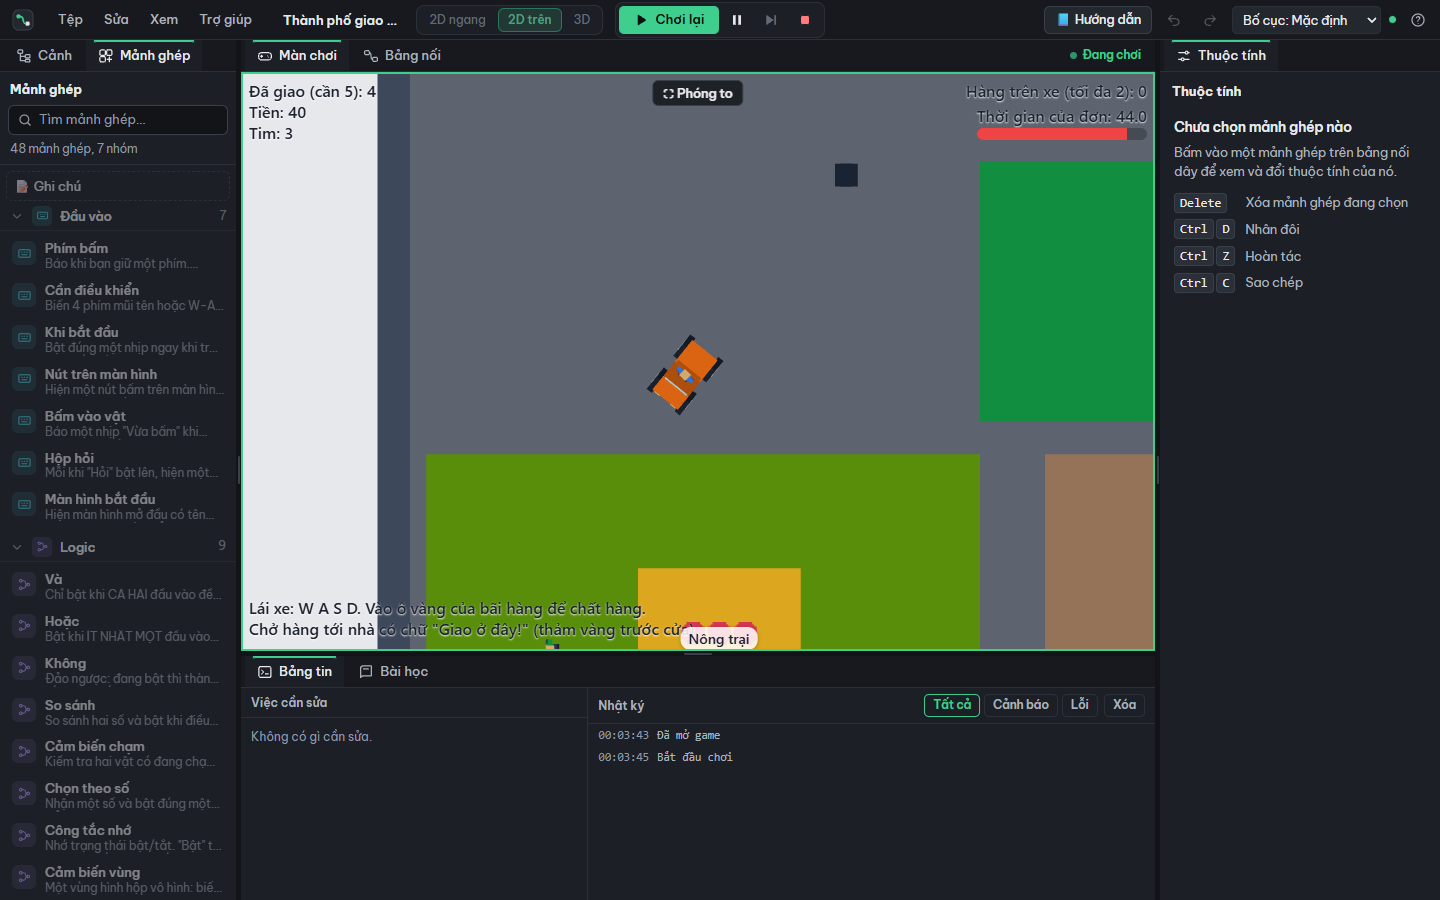 Tệp Sửa Xem Trợ giúp Thành phố giao ... 2D ngang 2D trên 3D Chơi lại Hướng dẫn Bố cục: Mặc định
Cảnh Mảnh ghép
Mảnh ghép
Tìm mảnh ghép...
48 mảnh ghép, 7 nhóm
Ghi chú
Đầu vào 7
Phím bấm
Báo khi bạn giữ một phím....
Cần điều khiển
Biến 4 phím mũi tên hoặc W-A...
Khi bắt đầu
Bật đúng một nhịp ngay khi tr...
Nút trên màn hình
Hiện một nút bấm trên màn hìn...
Bấm vào vật
Báo một nhịp "Vừa bấm" khi...
Hộp hỏi
Mỗi khi "Hỏi" bật lên, hiện một...
Màn hình bắt đầu
Hiện màn hình mở đầu có tên...
Logic 9
Và
Chỉ bật khi CẢ HAI đầu vào đề...
Hoặc
Bật khi ÍT NHẤT MỘT đầu vào...
Không
Đảo ngược: đang bật thì thàn...
So sánh
So sánh hai số và bật khi điều...
Cảm biến chạm
Kiểm tra hai vật có đang chạ...
Chọn theo số
Nhận một số và bật đúng một...
Công tắc nhớ
Nhớ trạng thái bật/tắt. "Bật" t...
Cảm biến vùng
Một vùng hình hộp vô hình: biế...
Màn chơi Bảng nối Đang chơi
Đã giao (cần 5): 4
Tiền: 40
Tim: 3
Phóng to
Hàng trên xe (tối đa 2): 0
Thời gian của đơn: 44.0
Lái xe: W A S D. Vào ô vàng của bãi hàng để chất hàng.
Chở hàng tới nhà có chữ "Giao ở đây!" (thảm vàng trước cửa
Nông trại
Bảng tin Bài học
Việc cần sửa
Không có gì cần sửa.
Nhật ký Tất cả Cảnh báo Lỗi Xóa
00:03:43 Đã mở game
00:03:45 Bắt đầu chơi
Thuộc tính
Thuộc tính
Chưa chọn mảnh ghép nào
Bấm vào một mảnh ghép trên bảng nối
dây để xem và đổi thuộc tính của nó.
Delete Xóa mảnh ghép đang chọn
Ctrl D Nhân đôi
Ctrl Z Hoàn tác
Ctrl C Sao chép